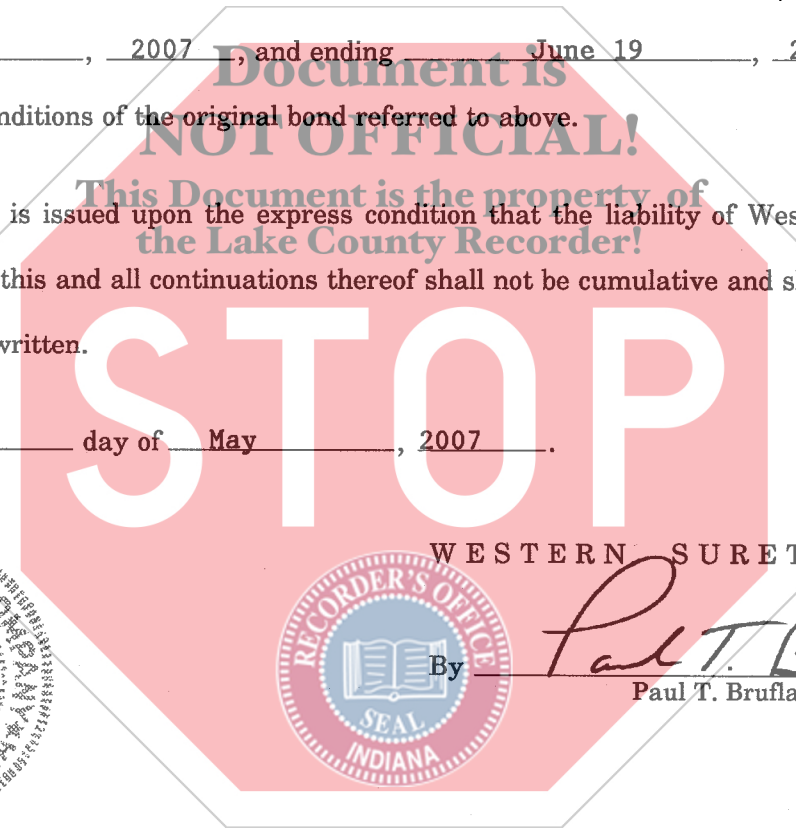 , 2007 , and ending June 19 , 2
Document is
nditions of the original bond referred to above.
NOT OFFICIAL!
This Document is the property of
is issued upon the express condition that the liability of Wes
the Lake County Recorder!
this and all continuations thereof shall not be cumulative and s
written.
STOP
day of May , 2007 .
WESTERN SURET
RECORDER'S OFFICE
SEAL
INDIANA
COMPANY
By Paul T. B
Paul T. Brufla